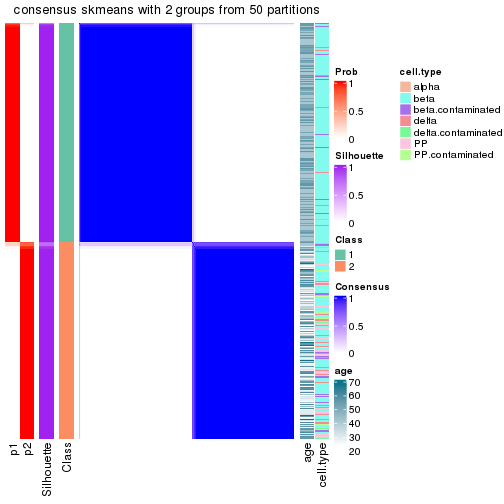 consensus skmeans with 2 groups from 50 partitions
p1
p2
Silhouette
Class
age
cell.type
Prob
1
0.5
0
Silhouette
1
0.5
0
Class
1
2
Consensus
1
0.5
0
age
70
60
50
40
30
20
cell.type
alpha
beta
beta.contaminated
delta
delta.contaminated
PP
PP.contaminated